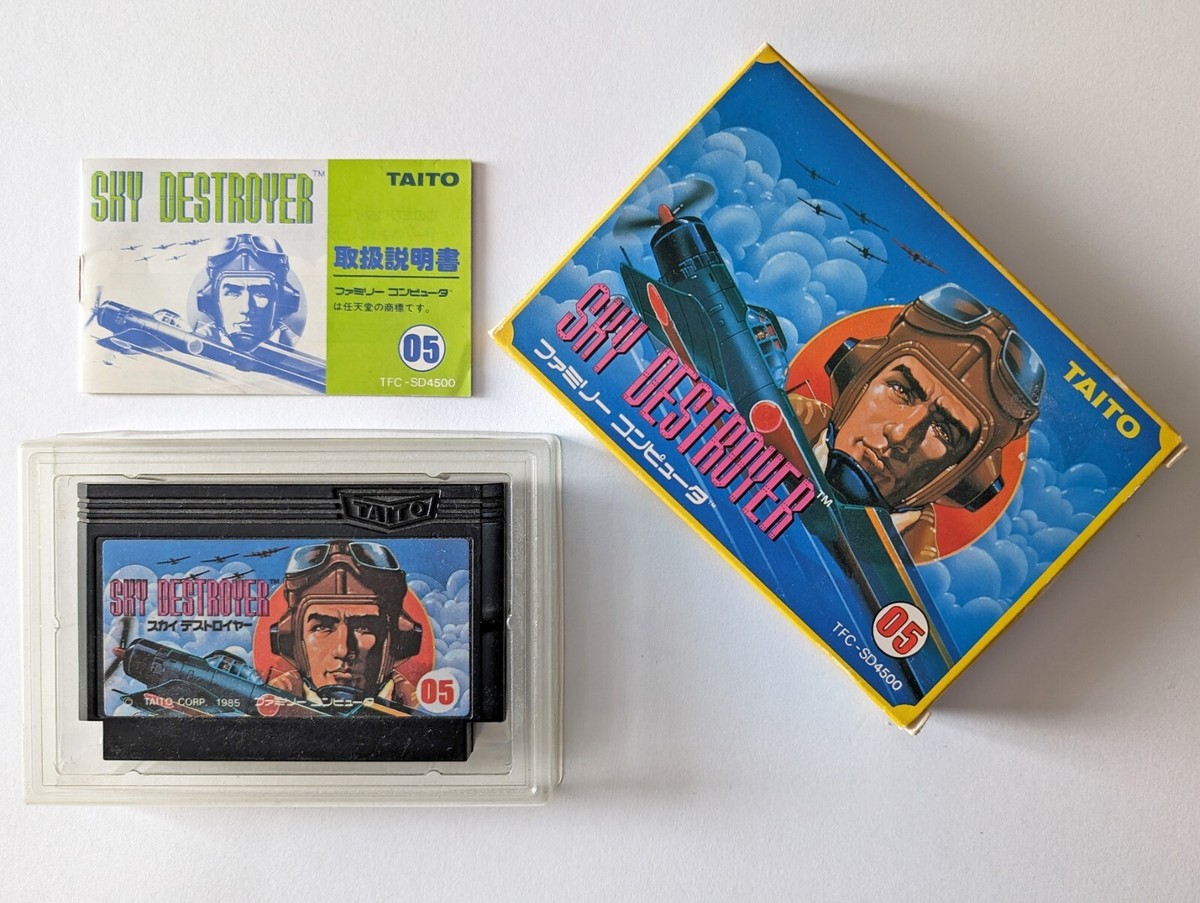 SKY DESTROYER™
TAITO
取扱説明書
ファミリー コンピュータ™
は任天堂の商標です。
05
TFC-SD4500
TAITO
SKY DESTROYER™
スカイ デストロイヤー
© TAITO CORP. 1985 ファミリー コンピュータ
05
SKY DESTROYER™
ファミリー コンピュータ™
TAITO
05
TFC-SD4500